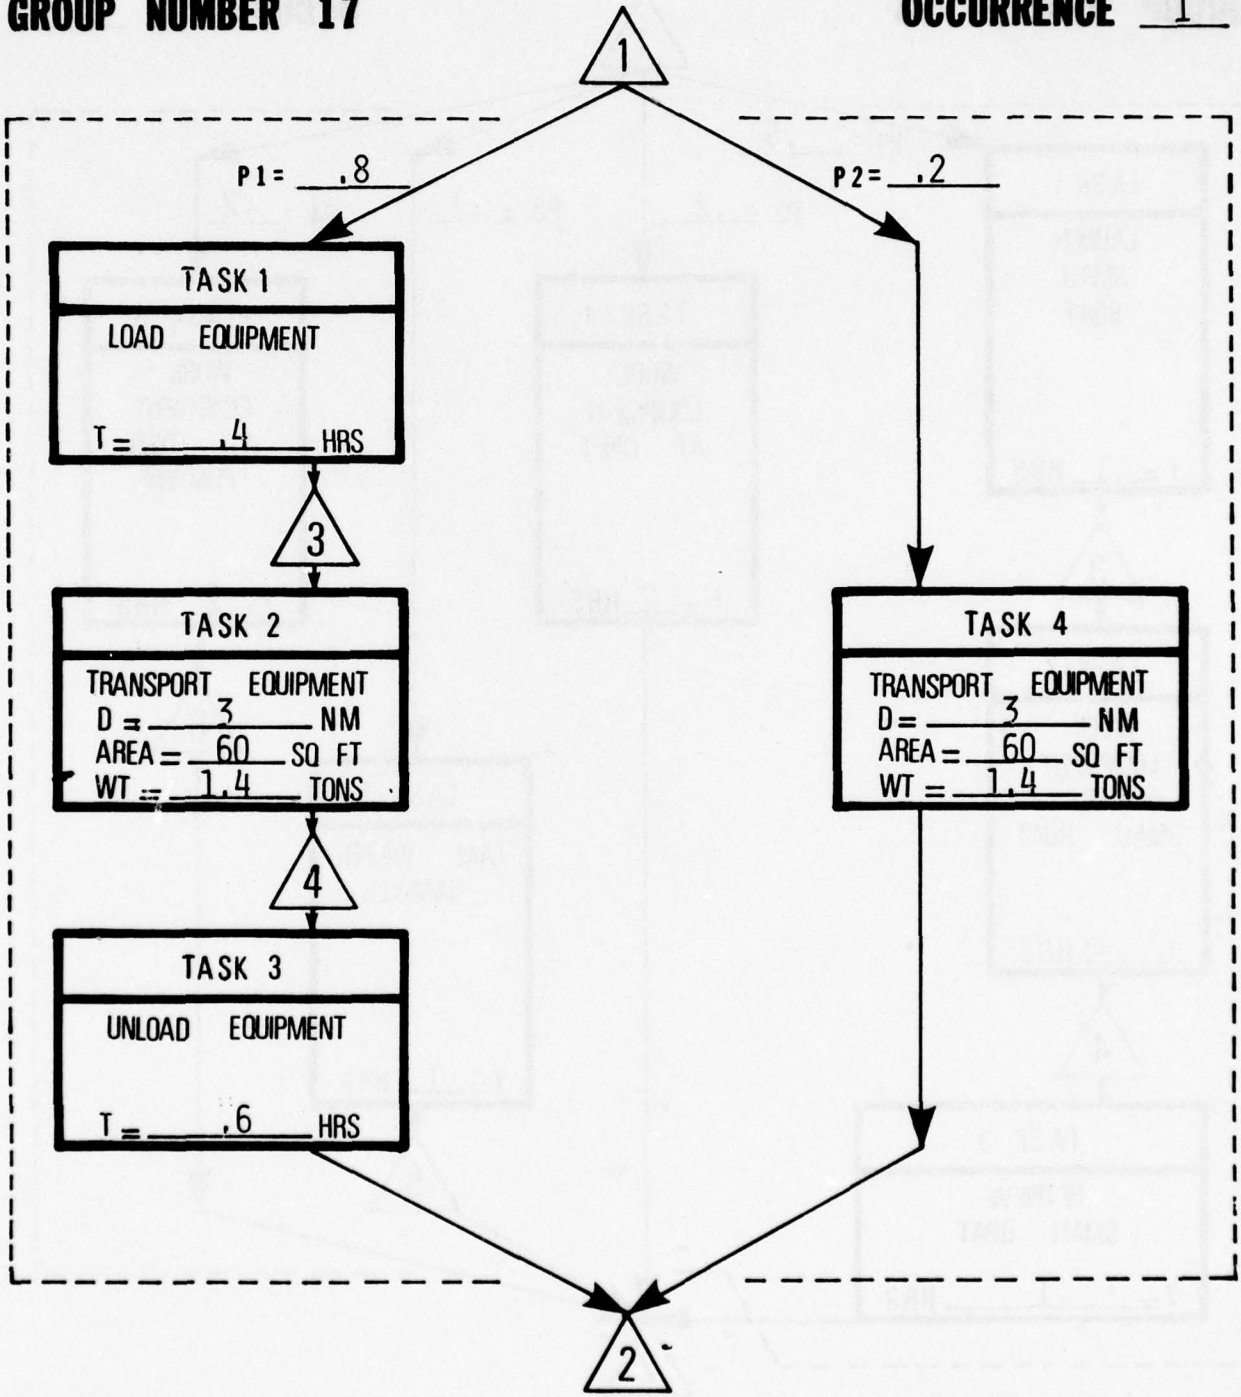 GROUP NUMBER 17
OCCURRENCE 1
1
P1= .8
P2= .2
TASK 1
LOAD EQUIPMENT
T= .4 HRS
3
TASK 2
TRANSPORT EQUIPMENT
D= 3 NM
AREA= 60 SQ FT
WT= 1.4 TONS
TASK 4
TRANSPORT EQUIPMENT
D= 3 NM
AREA= 60 SQ FT
WT= 1.4 TONS
4
TASK 3
UNLOAD EQUIPMENT
T= .6 HRS
2